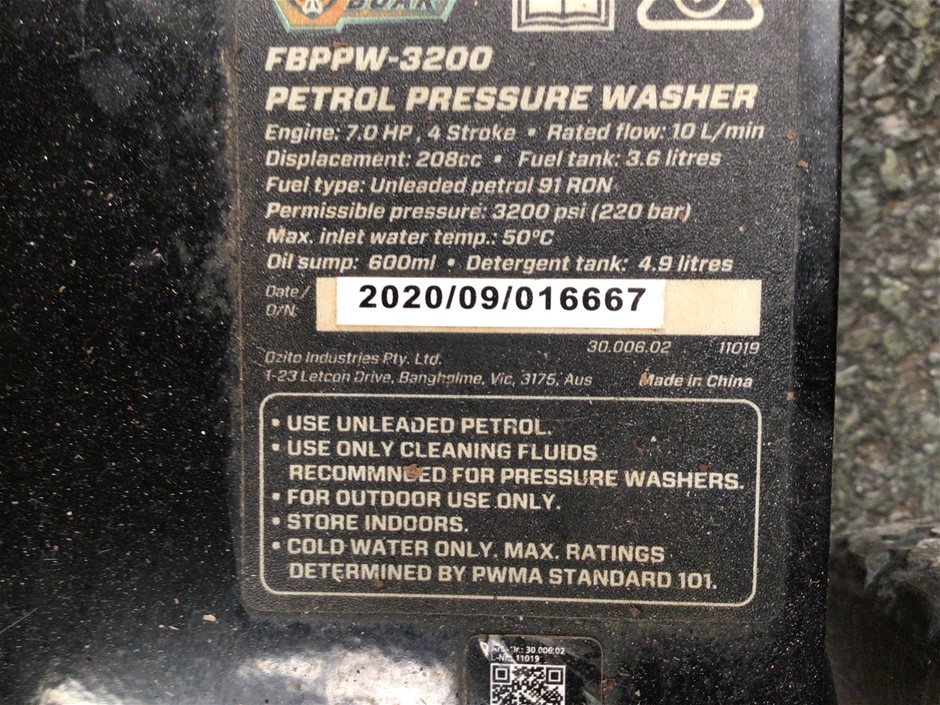 BOAR
FBPPW-3200
PETROL PRESSURE WASHER
Engine: 7.0 HP, 4 Stroke • Rated flow: 10 L/min
Displacement: 208cc • Fuel tank: 3.6 litres
Fuel type: Unleaded petrol 91 RON
Permissible pressure: 3200 psi (220 bar)
Max. inlet water temp.: 50°C
Oil sump: 600ml • Detergent tank: 4.9 litres
Date /
O/N:
2020/09/016667
30.006.02 11019
Ozito Industries Pty. Ltd.
1-23 Letcon Drive, Bangholme, Vic, 3175, Aus Made in China
• USE UNLEADED PETROL.
• USE ONLY CLEANING FLUIDS
RECOMMNDED FOR PRESSURE WASHERS.
• FOR OUTDOOR USE ONLY.
• STORE INDOORS.
• COLD WATER ONLY. MAX. RATINGS
DETERMINED BY PWMA STANDARD 101.
30.006.02
11019